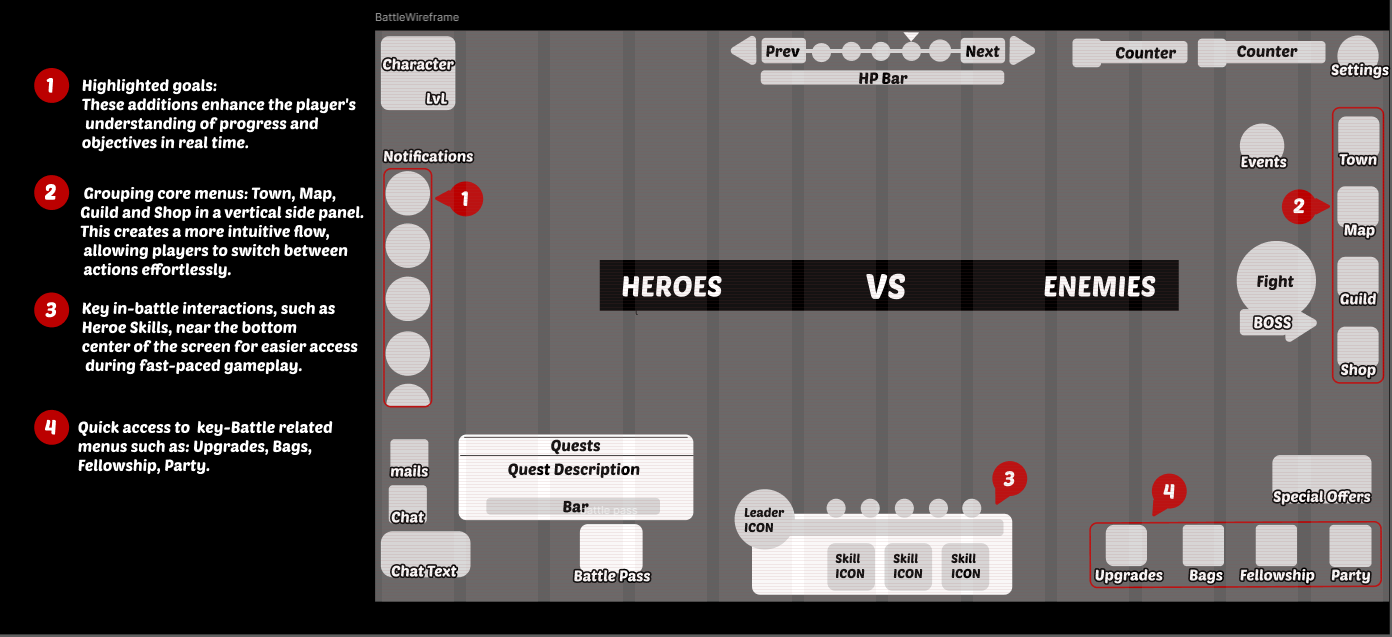 BattleWireframe
1
Highlighted goals:
These additions enhance the player's
understanding of progress and
objectives in real time.
2
Grouping core menus: Town, Map,
Guild and Shop in a vertical side panel.
This creates a more intuitive flow,
allowing players to switch between
actions effortlessly.
3
Key in-battle interactions, such as
Heroe Skills, near the bottom
center of the screen for easier access
during fast-paced gameplay.
4
Quick access to key-Battle related
menus such as: Upgrades, Bags,
Fellowship, Party.
Character
LvL
Prev
Next
HP Bar
Counter
Counter
Settings
Notifications
1
Events
Town
2
Map
HEROES VS ENEMIES
Fight
BOSS
Guild
Shop
mails
Chat
Chat Text
Quests
Quest Description
Bar
battle pass
Battle Pass
3
Leader
ICON
Skill
ICON
Skill
ICON
Skill
ICON
Special Offers
4
Upgrades
Bags
Fellowship
Party